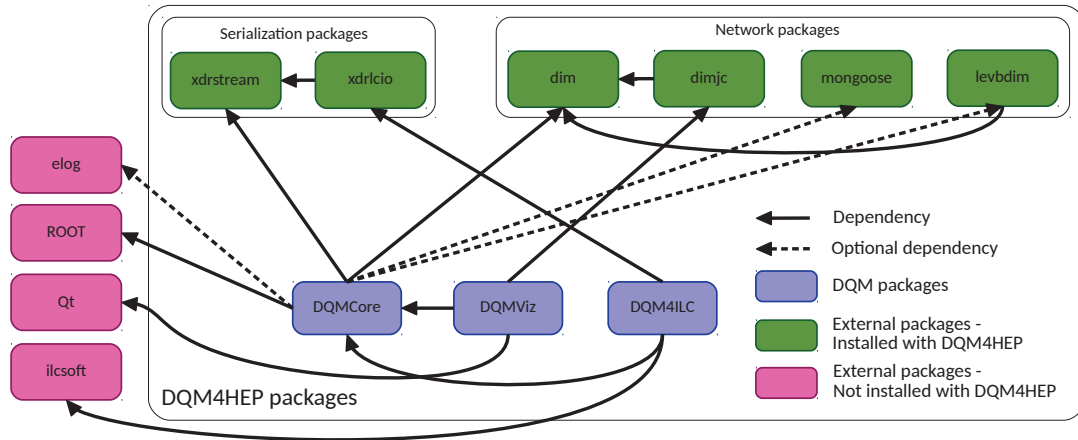 Serialization packages
Network packages
xdrstream
xdrlcio
dim
dimjc
mongoose
levbdim
elog
ROOT
Qt
ilcsoft
DQMCore
DQMViz
DQM4ILC
Dependency
Optional dependency
DQM packages
External packages -
Installed with DQM4HEP
External packages -
Not installed with DQM4HEP
DQM4HEP packages